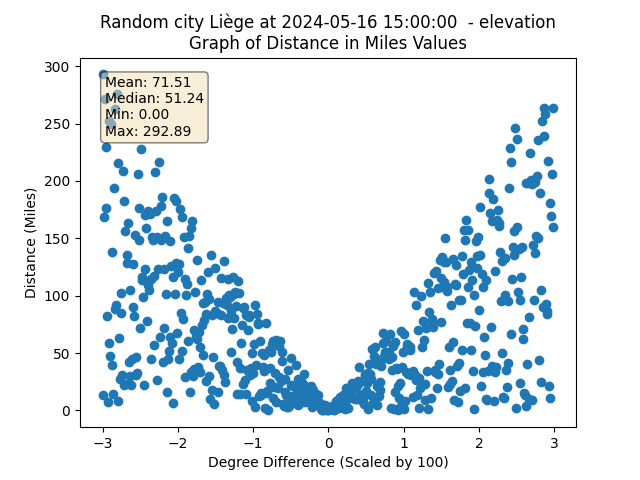 Random city Liège at 2024-05-16 15:00:00  - elevation
Graph of Distance in Miles Values
Mean: 71.51
Median: 51.24
Min: 0.00
Max: 292.89
300
250
200
150
100
50
0
Distance (Miles)
−3
−2
−1
0
1
2
3
Degree Difference (Scaled by 100)